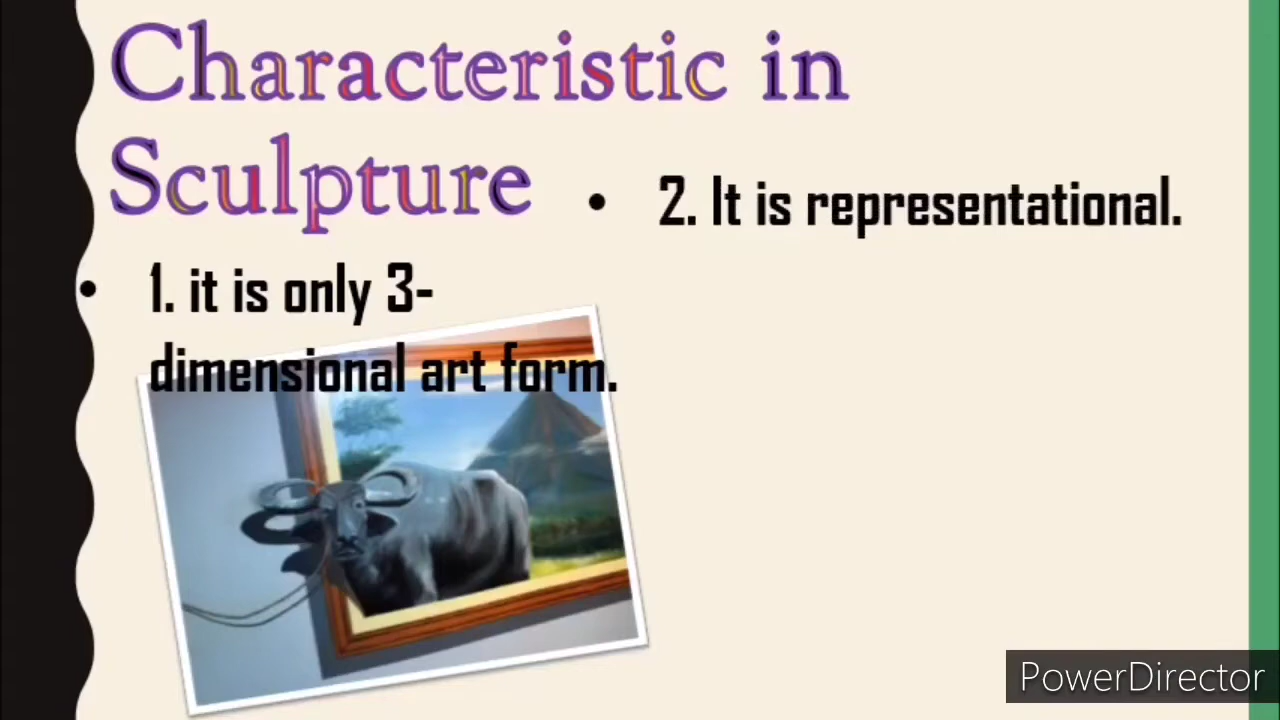 Characteristic in
Sculpture
1. it is only 3-
dimensional art form.
2. It is representational.
PowerDirector